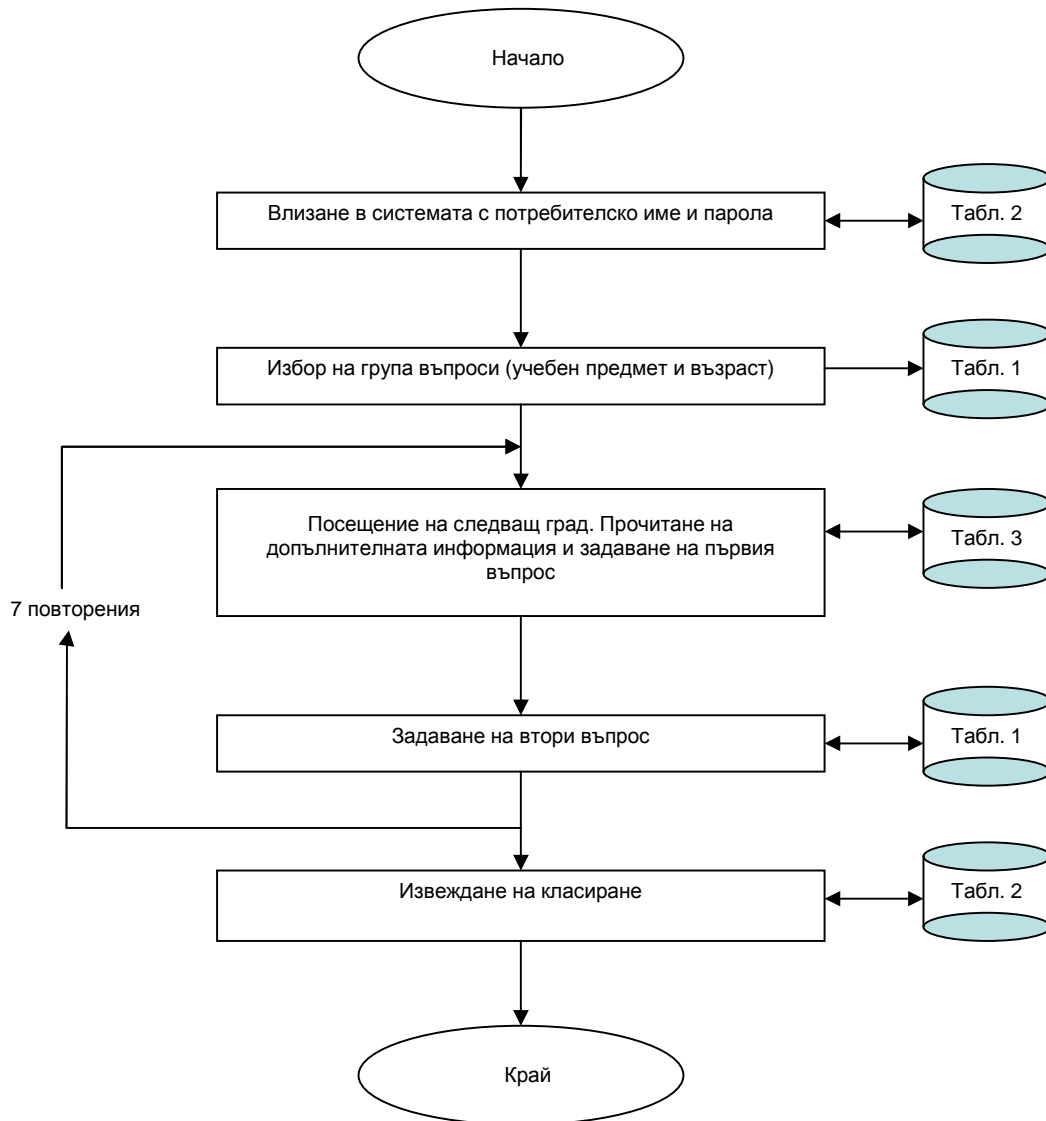 Начало
Влизане в системата с потребителско име и парола
Табл. 2
Избор на група въпроси (учебен предмет и възраст)
Табл. 1
Посещение на следващ град. Прочитане на
допълнителната информация и задаване на първия
въпрос
Табл. 3
7 повторения
Задаване на втори въпрос
Табл. 1
Извеждане на класиране
Табл. 2
Край